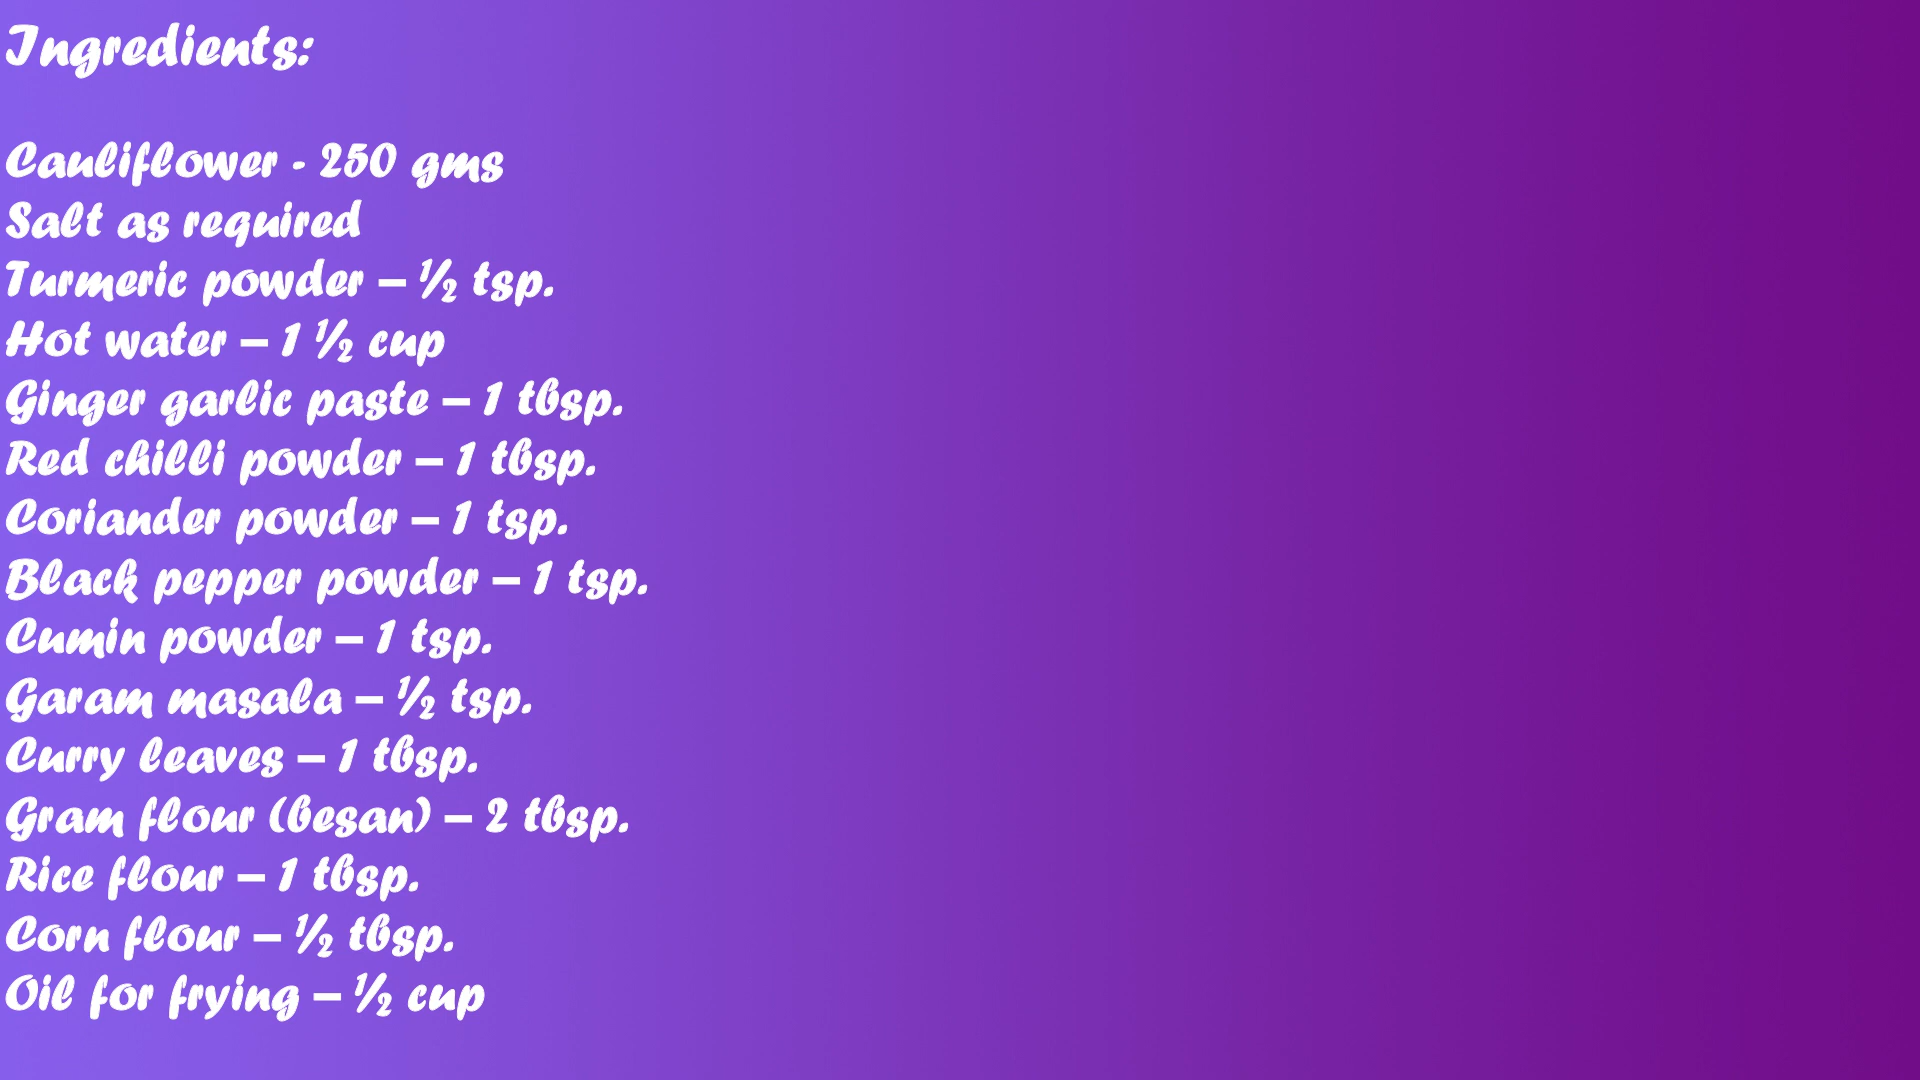 Ingredients:
Cauliflower - 250 gms
Salt as required
Turmeric powder – ½ tsp.
Hot water – 1 ½ cup
Ginger garlic paste – 1 tbsp.
Red chilli powder – 1 tbsp.
Coriander powder – 1 tsp.
Black pepper powder – 1 tsp.
Cumin powder – 1 tsp.
Garam masala – ½ tsp.
Curry leaves – 1 tbsp.
Gram flour (besan) – 2 tbsp.
Rice flour – 1 tbsp.
Corn flour – ½ tbsp.
Oil for frying – ½ cup